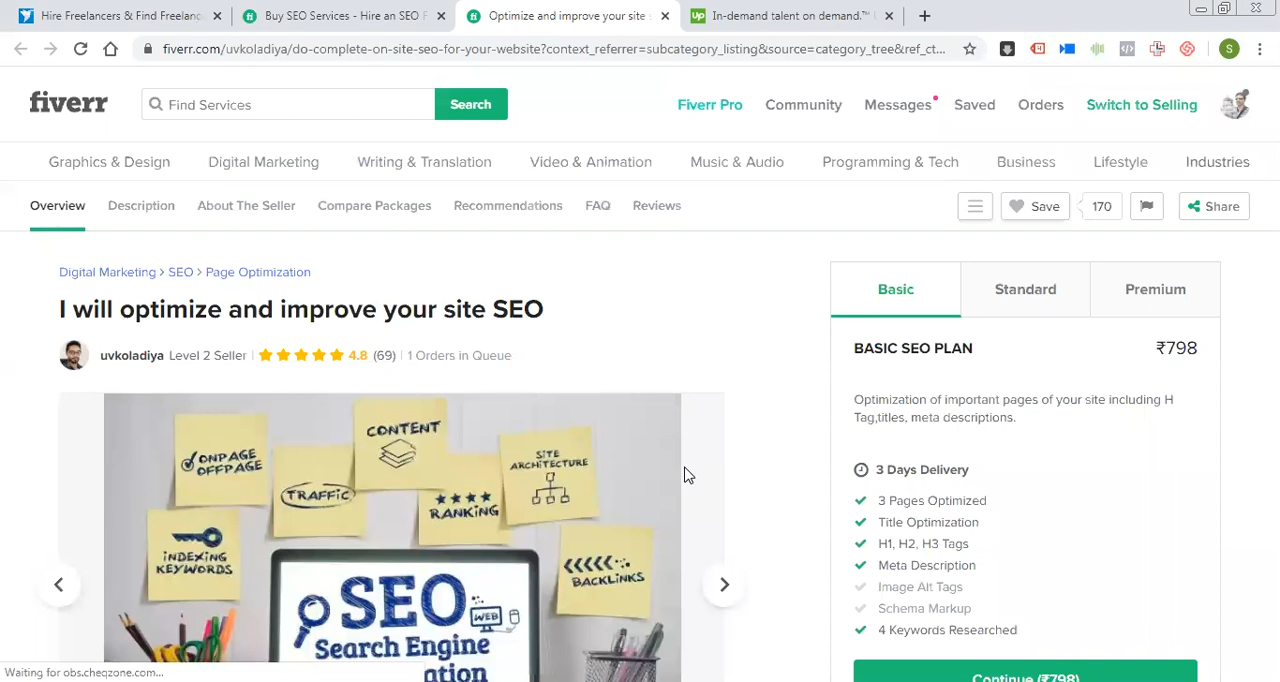 Hire Freelancers & Find Freelanc
Buy SEO Services - Hire an SEO F
Optimize and improve your site
Up
In-demand talent on demand.™ U
fiverr.com/uvkoladiya/do-complete-on-site-seo-for-your-website?context_referrer=subcategory_listing&source=category_tree&ref_ct...
S
fiverr
Find Services
Search
Fiverr Pro
Community
Messages
Saved
Orders
Switch to Selling
Graphics & Design
Digital Marketing
Writing & Translation
Video & Animation
Music & Audio
Programming & Tech
Business
Lifestyle
Industries
Overview
Description
About The Seller
Compare Packages
Recommendations
FAQ
Reviews
Save
170
Share
Digital Marketing > SEO > Page Optimization
I will optimize and improve your site SEO
uvkoladiya Level 2 Seller | 4.8 (69) | 1 Orders in Queue
ONPAGE
OFFPAGE
TRAFFIC
CONTENT
RANKING
SITE
ARCHITECTURE
INDEXING
KEYWORDS
BACKLINKS
SEO
WEB
Search Engine
ation
Basic
Standard
Premium
BASIC SEO PLAN
₹798
Optimization of important pages of your site including H
Tag,titles, meta descriptions.
3 Days Delivery
3 Pages Optimized
Title Optimization
H1, H2, H3 Tags
Meta Description
Image Alt Tags
Schema Markup
4 Keywords Researched
Continue (₹798)
Waiting for obs.cheqzone.com...